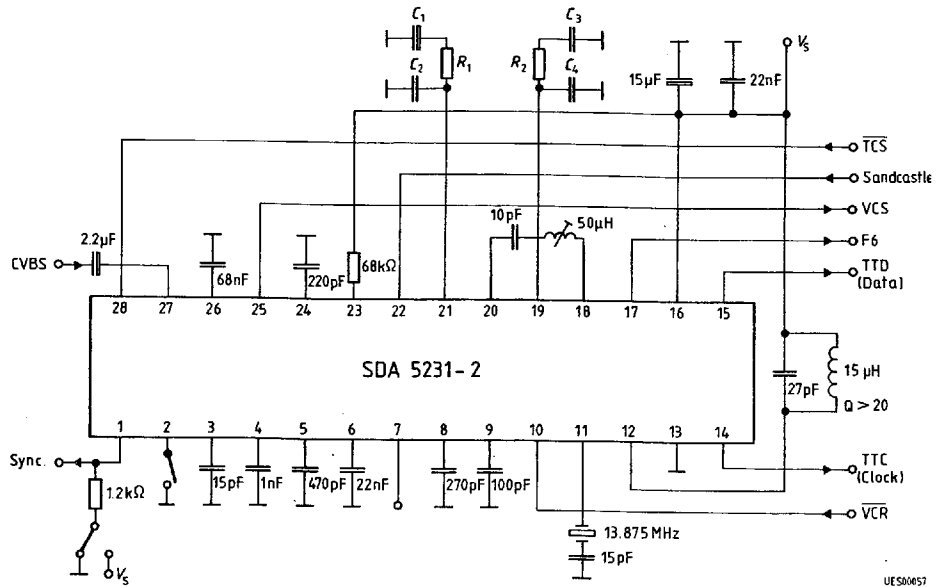 C₁ C₃
C₂ R₁ R₂ C₄
15µF 22nF
Vₛ
T̅C̅S̅
Sandcastle
VCS
F6
TTD
(Data)
10pF 50µH
2.2µF
CVBS
68nF 220pF 68kΩ
28 27 26 25 24 23 22 21 20 19 18 17 16 15
SDA 5231-2
27pF
15 µH
Q > 20
1 2 3 4 5 6 7 8 9 10 11 12 13 14
Sync.
15pF 1nF 470pF 22nF 270pF 100pF
TTC
(Clock)
1.2kΩ
V̅C̅R̅
13.875 MHz
15pF
Vₛ
UES00057